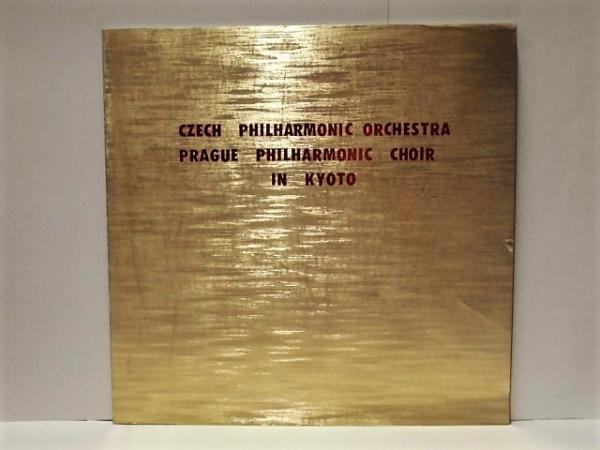 CZECH PHILHARMONIC ORCHESTRA
PRAGUE PHILHARMONIC CHOIR
IN KYOTO